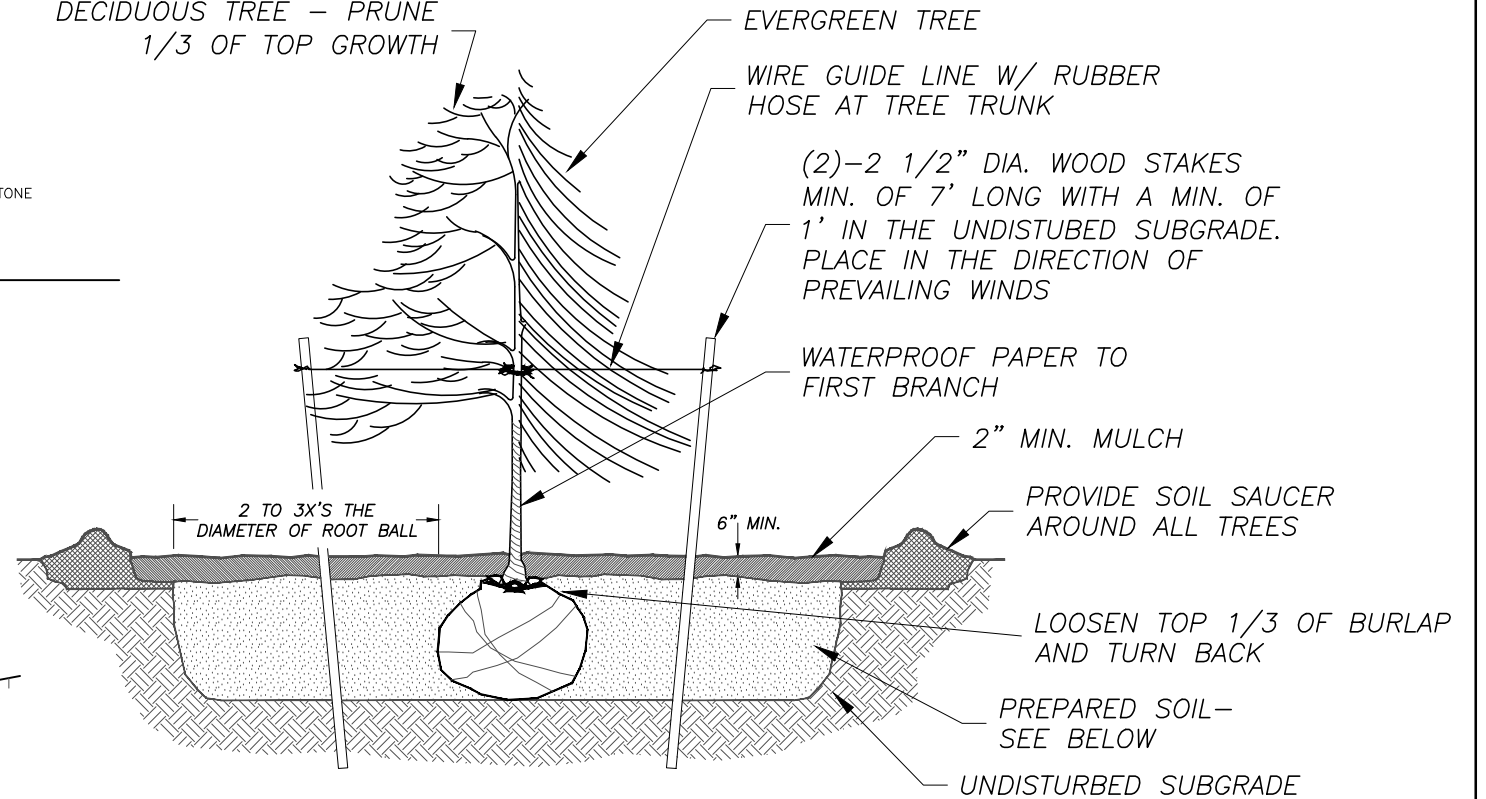 DECIDUOUS TREE – PRUNE
1/3 OF TOP GROWTH
EVERGREEN TREE
WIRE GUIDE LINE W/ RUBBER
HOSE AT TREE TRUNK
(2)–2 1/2" DIA. WOOD STAKES
MIN. OF 7' LONG WITH A MIN. OF
1' IN THE UNDISTUBED SUBGRADE.
PLACE IN THE DIRECTION OF
PREVAILING WINDS
WATERPROOF PAPER TO
FIRST BRANCH
2" MIN. MULCH
PROVIDE SOIL SAUCER
AROUND ALL TREES
2 TO 3X'S THE
DIAMETER OF ROOT BALL
6" MIN.
LOOSEN TOP 1/3 OF BURLAP
AND TURN BACK
PREPARED SOIL–
SEE BELOW
UNDISTURBED SUBGRADE